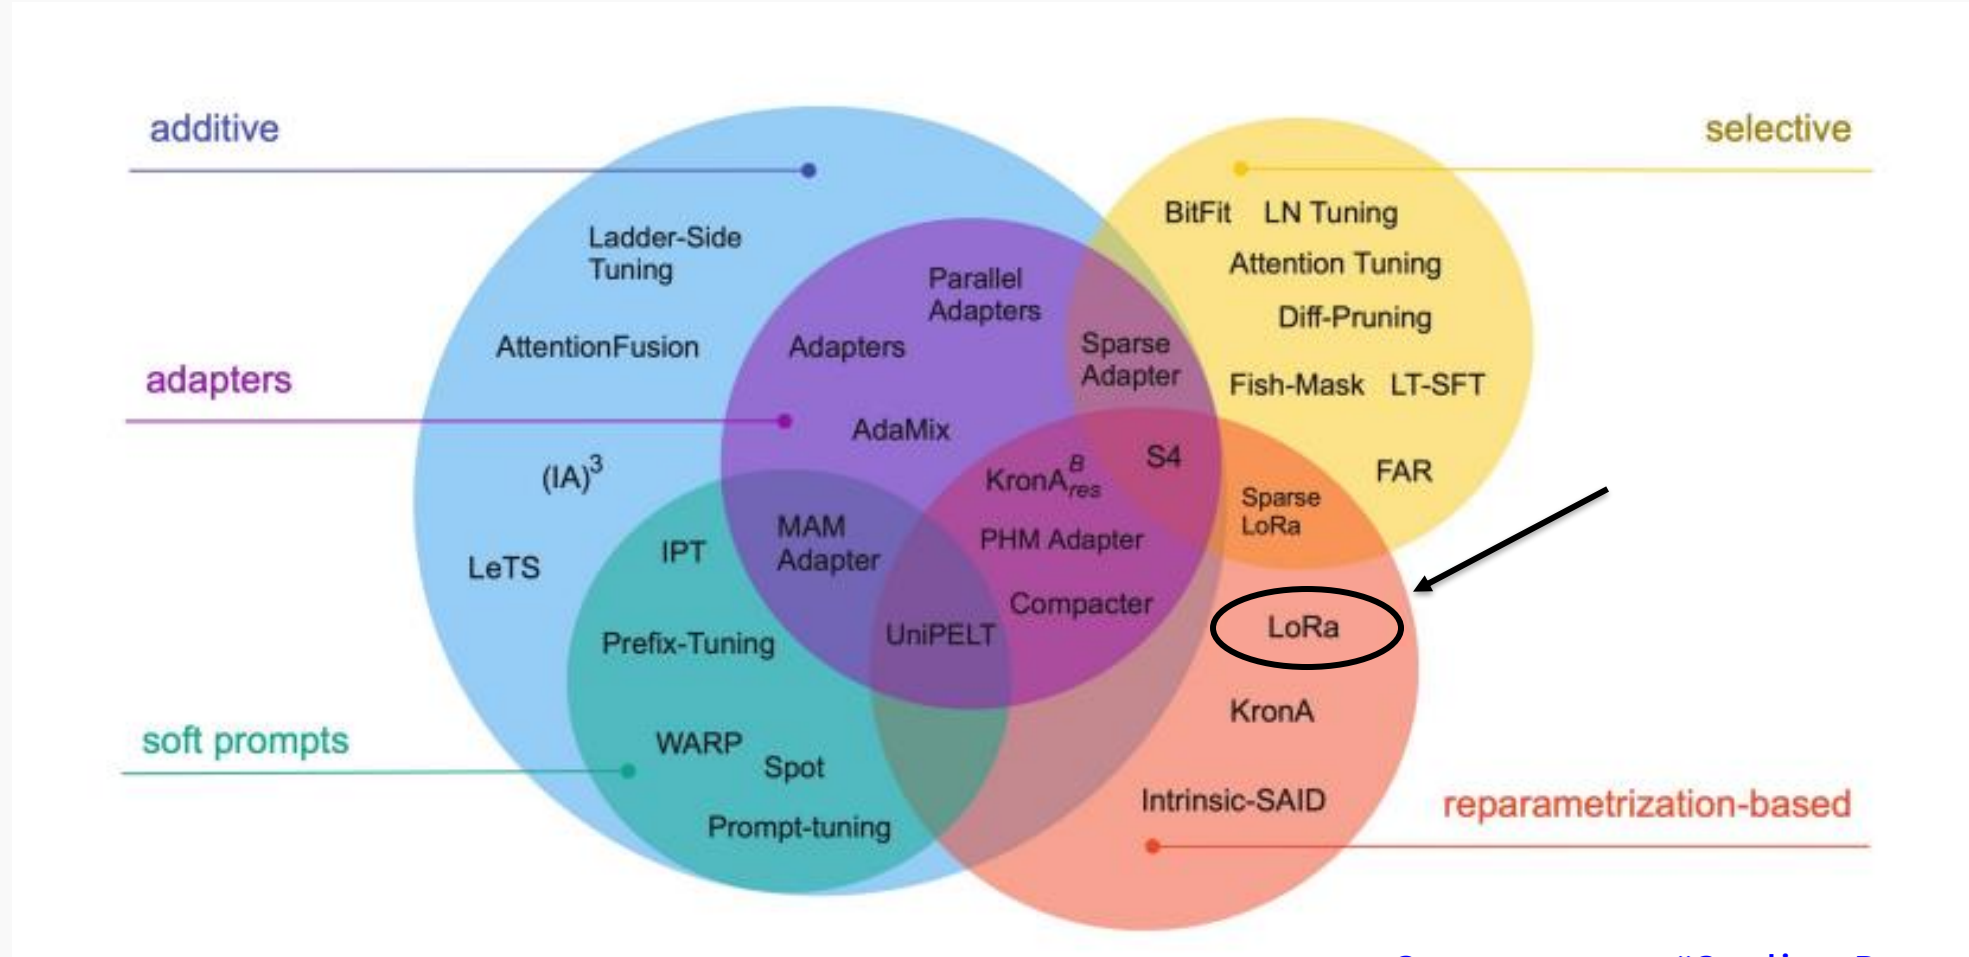 additive
selective
BitFit LN Tuning
Ladder-Side
Tuning
Attention Tuning
Parallel
Adapters
Diff-Pruning
AttentionFusion
Adapters
Sparse
Adapter
adapters
Fish-Mask LT-SFT
AdaMix
S4
(IA)³
KronA^B_res
FAR
Sparse
LoRa
MAM
Adapter
IPT
PHM Adapter
LeTS
Compacter
UniPELT
LoRa
Prefix-Tuning
KronA
soft prompts
WARP
Spot
Intrinsic-SAID
reparametrization-based
Prompt-tuning